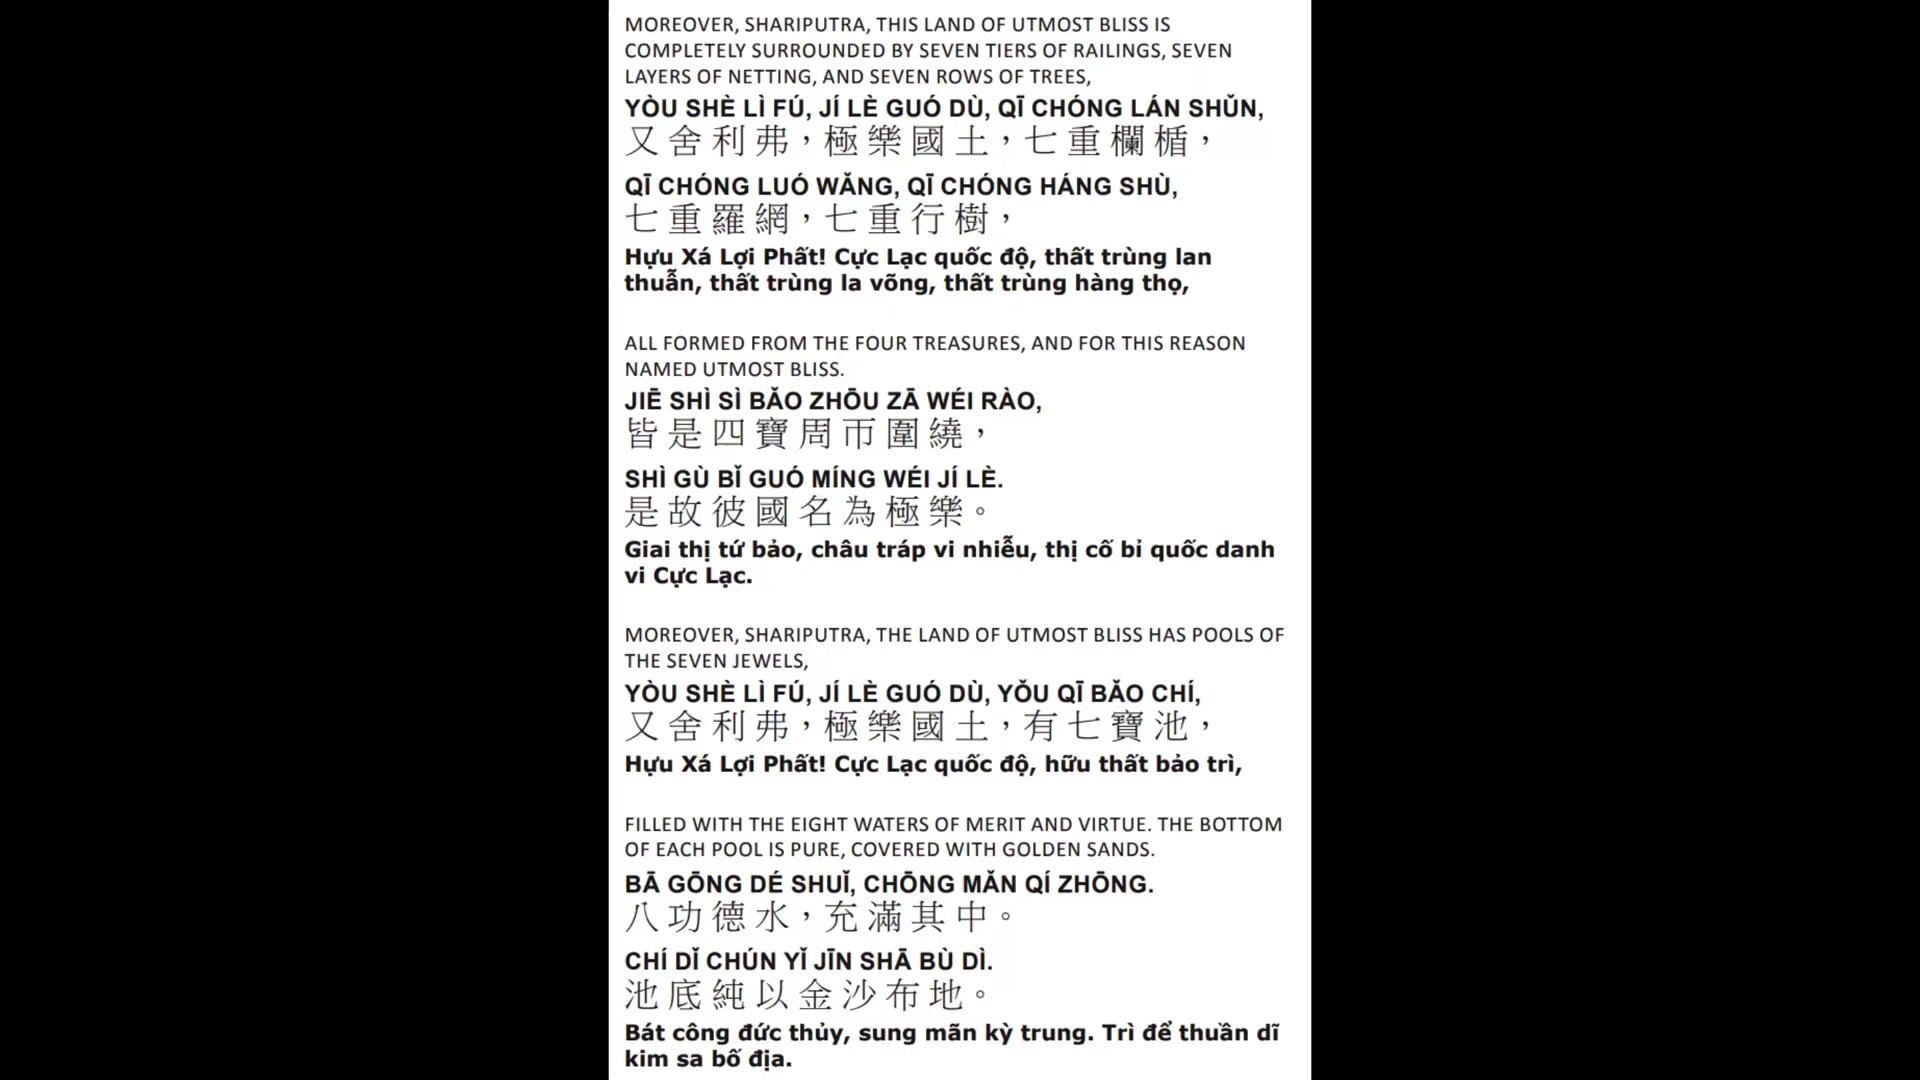 MOREOVER, SHARIPUTRA, THIS LAND OF UTMOST BLISS IS
COMPLETELY SURROUNDED BY SEVEN TIERS OF RAILINGS, SEVEN
LAYERS OF NETTING, AND SEVEN ROWS OF TREES,
YÒU SHÈ LÌ FÚ, JÍ LÈ GUÓ DÙ, QĪ CHÓNG LÁN SHǓN,
又舍利弗，極樂國土，七重欄楯，
QĪ CHÓNG LUÓ WǍNG, QĪ CHÓNG HÁNG SHÙ,
七重羅網，七重行樹，
Hựu Xá Lợi Phất! Cực Lạc quốc độ, thất trùng lan
thuẫn, thất trùng la võng, thất trùng hàng thọ,
ALL FORMED FROM THE FOUR TREASURES, AND FOR THIS REASON
NAMED UTMOST BLISS.
JIĒ SHÌ SÌ BǍO ZHŌU ZĀ WÉI RÀO,
皆是四寶周帀圍繞，
SHÌ GÙ BǏ GUÓ MÍNG WÉI JÍ LÈ.
是故彼國名為極樂。
Giai thị tứ bảo, châu tráp vi nhiễu, thị cố bỉ quốc danh
vi Cực Lạc.
MOREOVER, SHARIPUTRA, THE LAND OF UTMOST BLISS HAS POOLS OF
THE SEVEN JEWELS,
YÒU SHÈ LÌ FÚ, JÍ LÈ GUÓ DÙ, YǑU QĪ BǍO CHÍ,
又舍利弗，極樂國土，有七寶池，
Hựu Xá Lợi Phất! Cực Lạc quốc độ, hữu thất bảo trì,
FILLED WITH THE EIGHT WATERS OF MERIT AND VIRTUE. THE BOTTOM
OF EACH POOL IS PURE, COVERED WITH GOLDEN SANDS.
BĀ GŌNG DÉ SHUǏ, CHŌNG MǍN QÍ ZHŌNG.
八功德水，充滿其中。
CHÍ DǏ CHÚN YǏ JĪN SHĀ BÙ DÌ.
池底純以金沙布地。
Bát công đức thủy, sung mãn kỳ trung. Trì để thuần dĩ
kim sa bố địa.